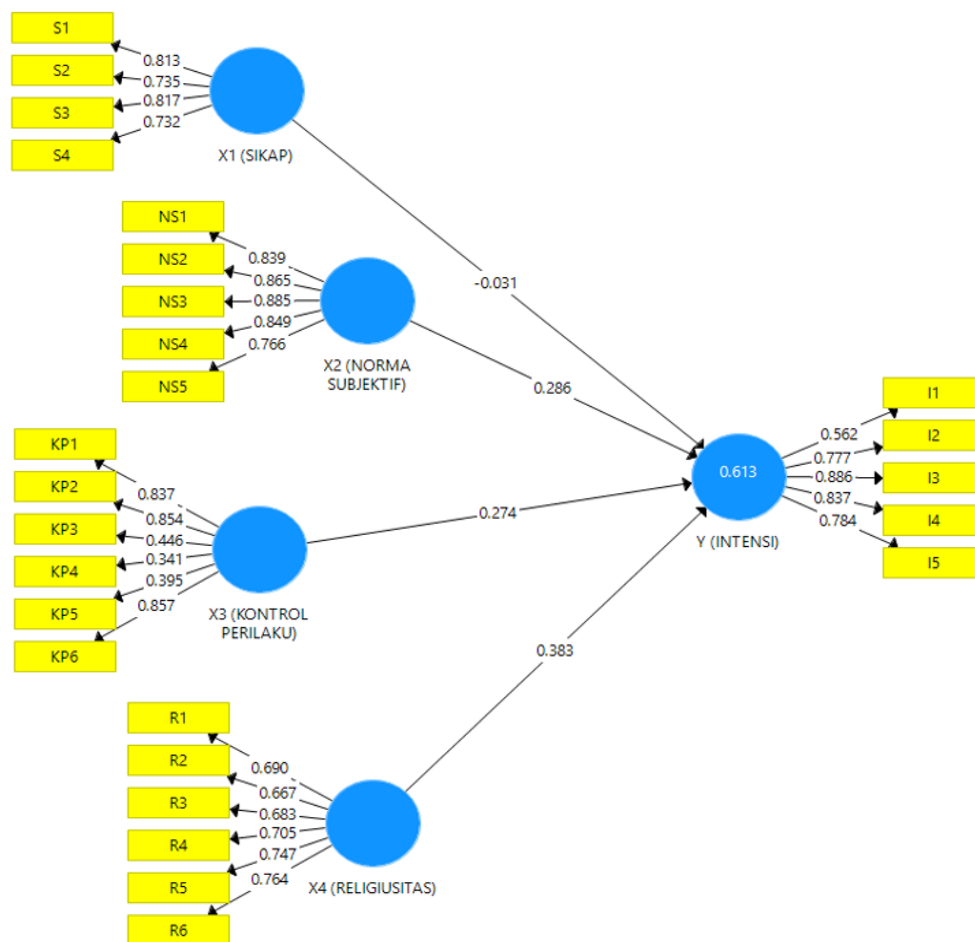 S1
S2
S3
S4
0.813
0.735
0.817
0.732
X1 (SIKAP)
-0.031
NS1
NS2
NS3
NS4
NS5
0.839
0.865
0.885
0.849
0.766
X2 (NORMA
SUBJEKTIF)
0.286
KP1
KP2
KP3
KP4
KP5
KP6
0.837
0.854
0.446
0.341
0.395
0.857
X3 (KONTROL
PERILAKU)
0.274
R1
R2
R3
R4
R5
R6
0.690
0.667
0.683
0.705
0.747
0.764
X4 (RELIGIUSITAS)
0.383
0.613
Y (INTENSI)
0.562
0.777
0.886
0.837
0.784
I1
I2
I3
I4
I5